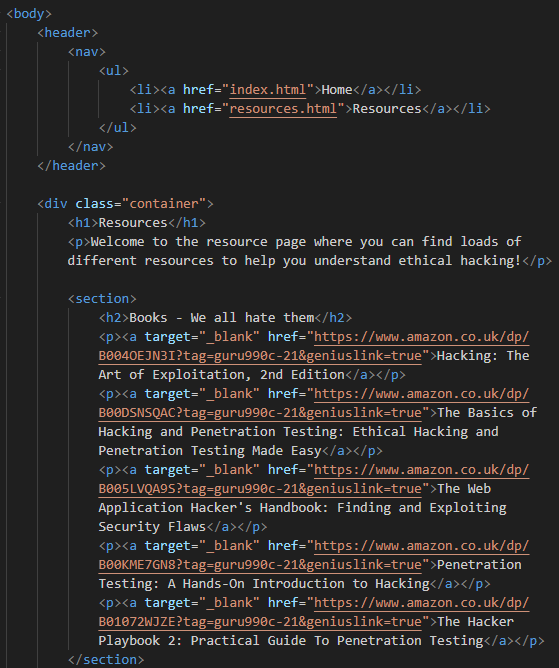 <body>
<header>
<nav>
<ul>
<li><a href="index.html">Home</a></li>
<li><a href="resources.html">Resources</a></li>
</ul>
</nav>
</header>
<div class="container">
<h1>Resources</h1>
<p>Welcome to the resource page where you can find loads of
different resources to help you understand ethical hacking!</p>
<section>
<h2>Books - We all hate them</h2>
<p><a target="_blank" href="https://www.amazon.co.uk/dp/
B004OEJN3I?tag=guru990c-21&geniuslink=true">Hacking: The
Art of Exploitation, 2nd Edition</a></p>
<p><a target="_blank" href="https://www.amazon.co.uk/dp/
B00DSNSQAC?tag=guru990c-21&geniuslink=true">The Basics of
Hacking and Penetration Testing: Ethical Hacking and
Penetration Testing Made Easy</a></p>
<p><a target="_blank" href="https://www.amazon.co.uk/dp/
B005LVQA9S?tag=guru990c-21&geniuslink=true">The Web
Application Hacker's Handbook: Finding and Exploiting
Security Flaws</a></p>
<p><a target="_blank" href="https://www.amazon.co.uk/dp/
B00KME7GN8?tag=guru990c-21&geniuslink=true">Penetration
Testing: A Hands-On Introduction to Hacking</a></p>
<p><a target="_blank" href="https://www.amazon.co.uk/dp/
B01072WJZE?tag=guru990c-21&geniuslink=true">The Hacker
Playbook 2: Practical Guide To Penetration Testing</a></p>
</section>